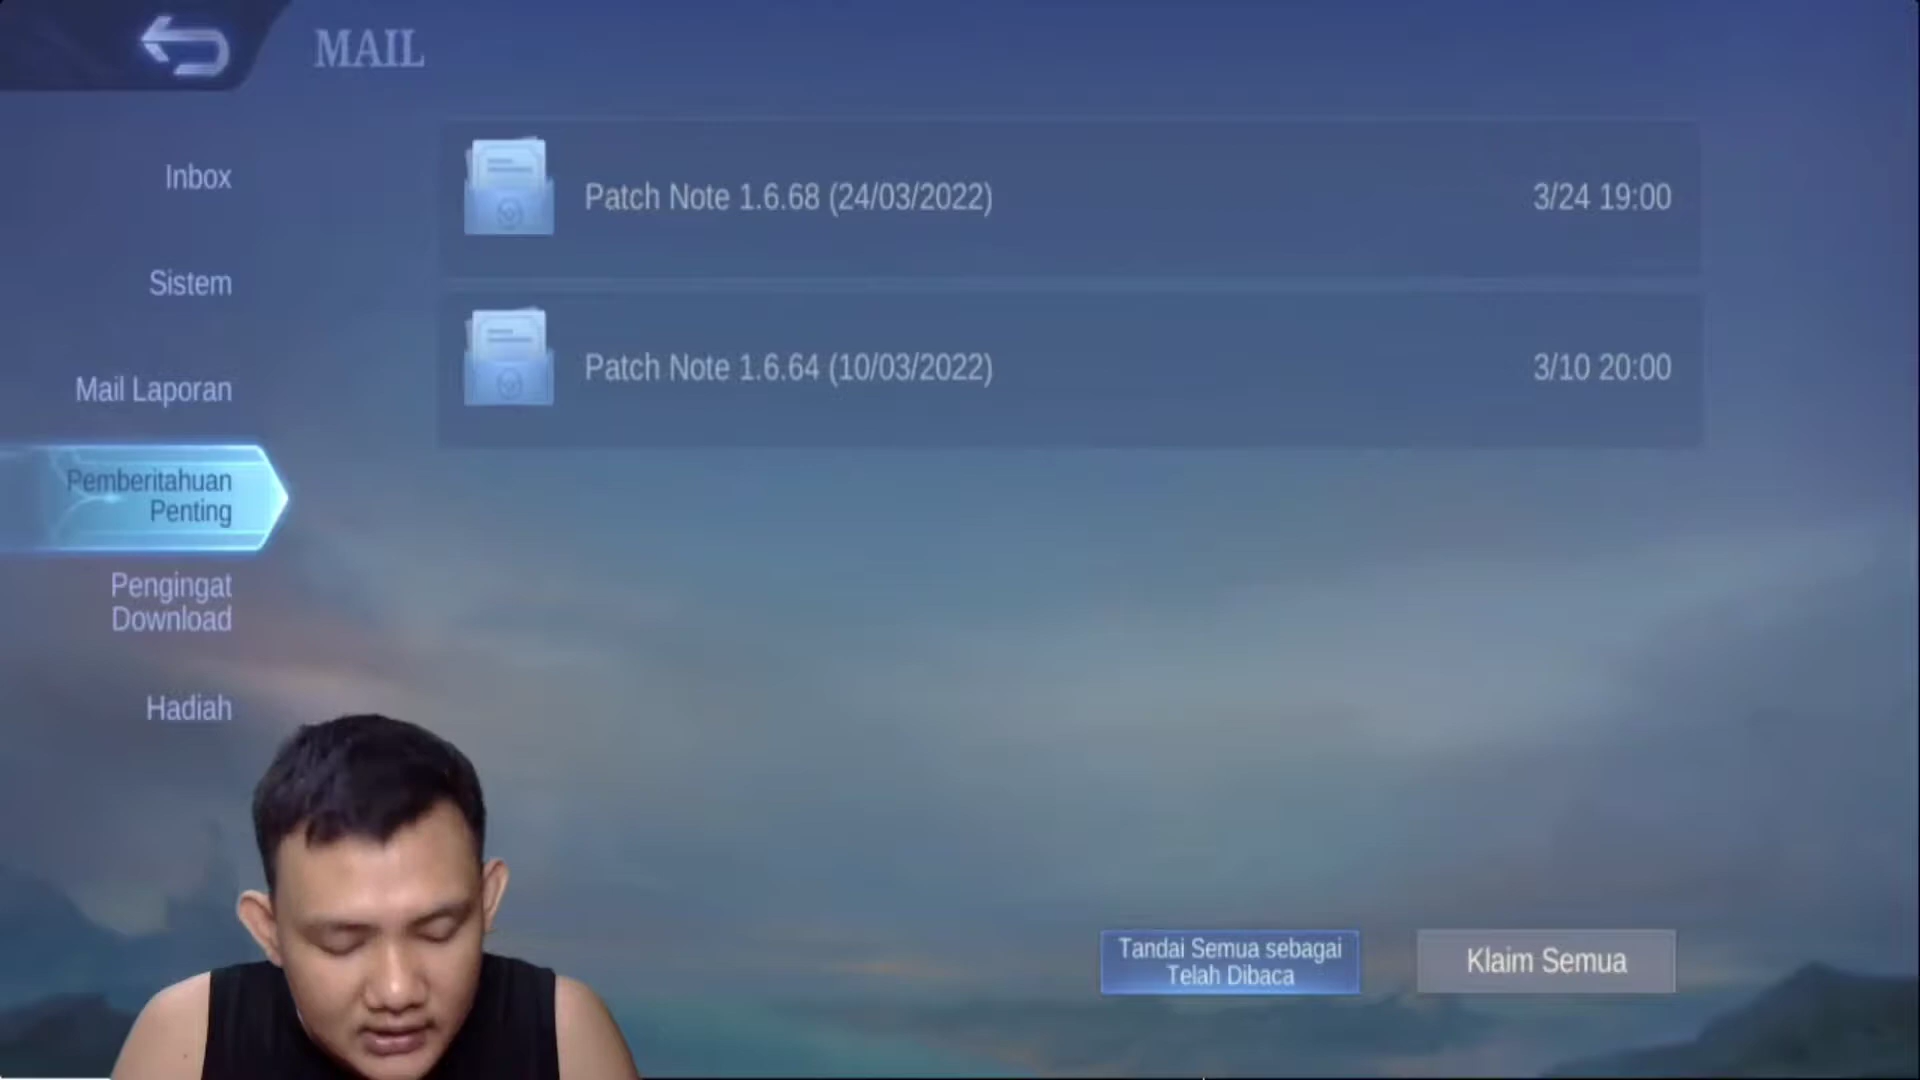 MAIL
Inbox
Sistem
Mail Laporan
Pemberitahuan
Penting
Pengingat
Download
Hadiah
Patch Note 1.6.68 (24/03/2022)
3/24 19:00
Patch Note 1.6.64 (10/03/2022)
3/10 20:00
Tandai Semua sebagai
Telah Dibaca
Klaim Semua